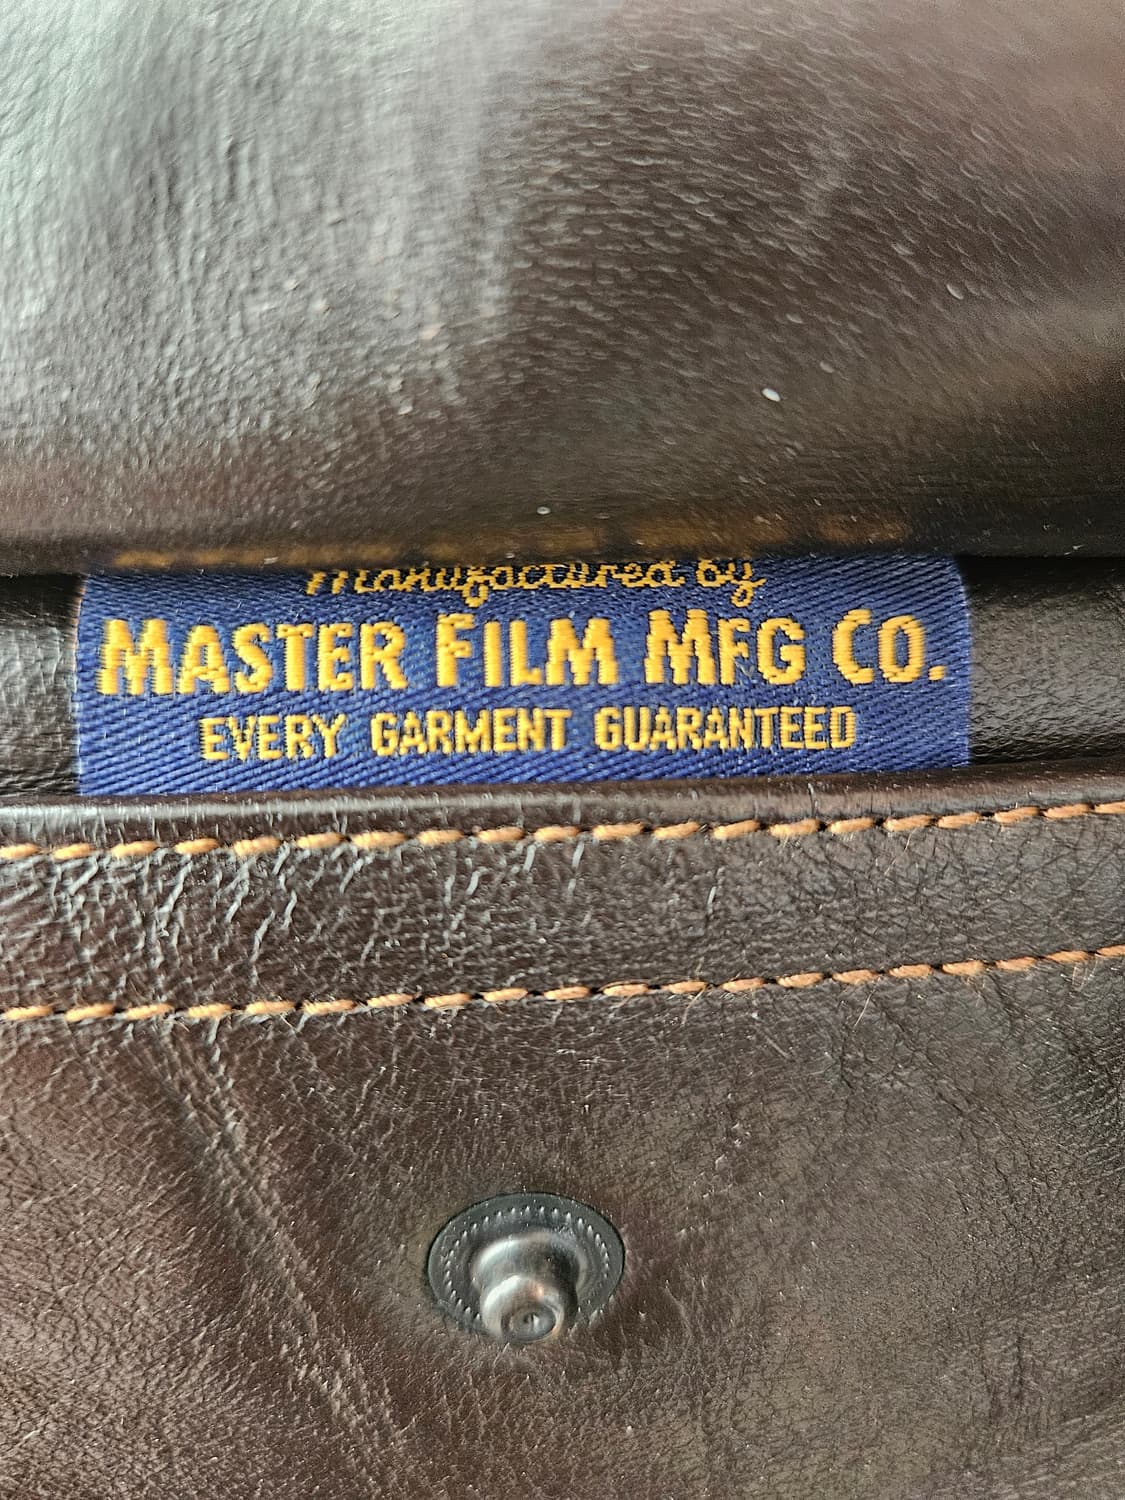 Manufactured by
MASTER FILM MFG CO.
EVERY GARMENT GUARANTEED